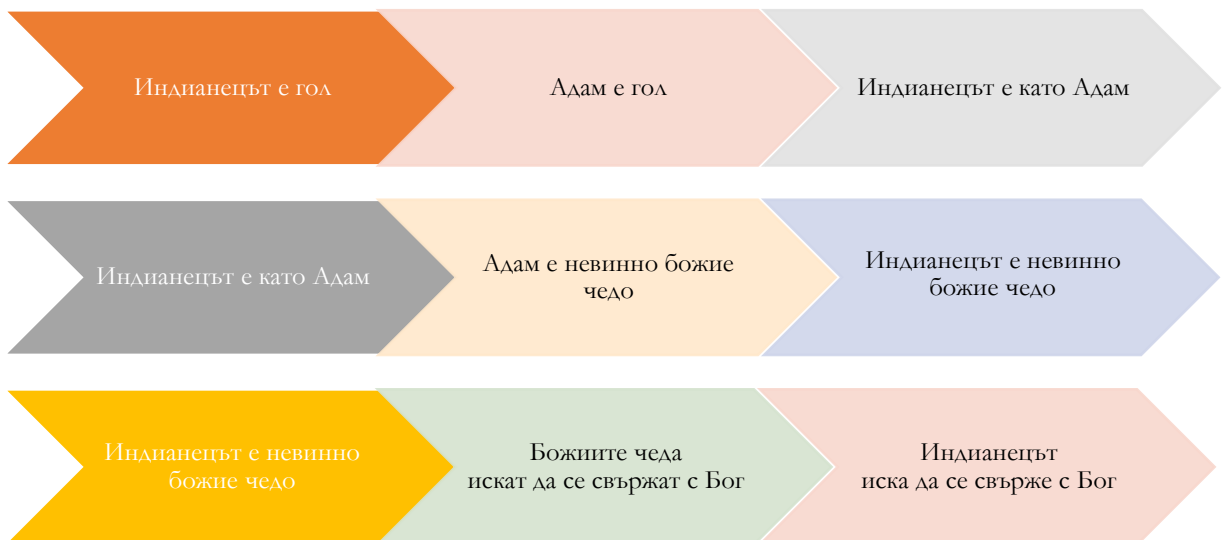 Индианецът е гол
Адам е гол
Индианецът е като Адам
Индианецът е като Адам
Адам е невинно божие
чедо
Индианецът е невинно
божие чедо
Индианецът е невинно
божие чедо
Божиите чеда
искат да се свържат с Бог
Индианецът
иска да се свърже с Бог